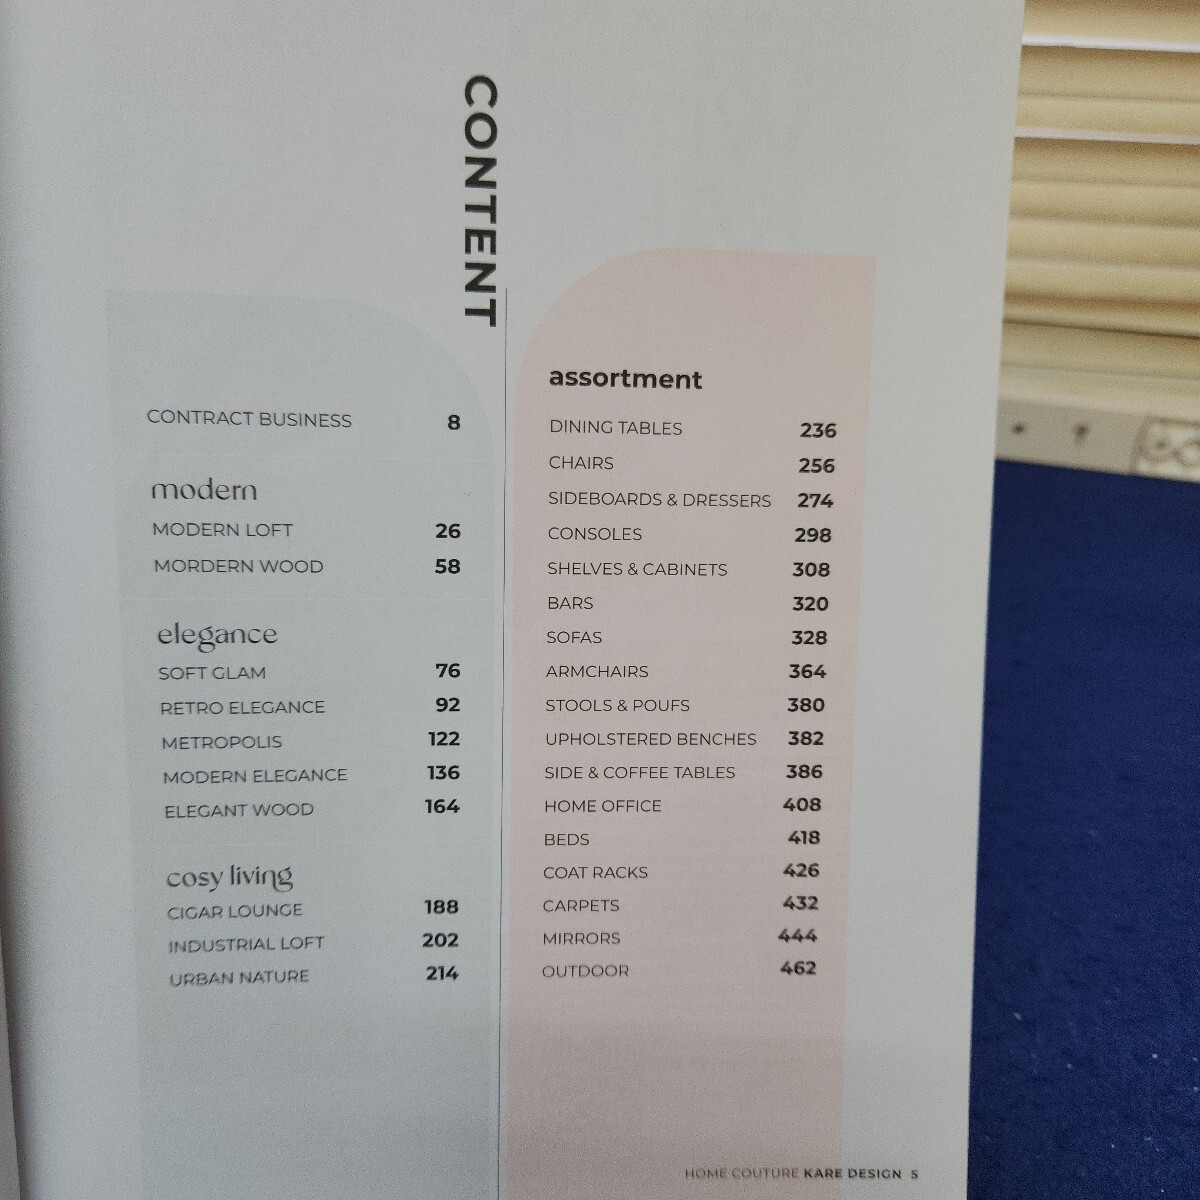 CONTENT
CONTRACT BUSINESS 8
modern
MODERN LOFT 26
MORDERN WOOD 58
elegance
SOFT GLAM 76
RETRO ELEGANCE 92
METROPOLIS 122
MODERN ELEGANCE 136
ELEGANT WOOD 164
cosy living
CIGAR LOUNGE 188
INDUSTRIAL LOFT 202
URBAN NATURE 214
assortment
DINING TABLES 236
CHAIRS 256
SIDEBOARDS & DRESSERS 274
CONSOLES 298
SHELVES & CABINETS 308
BARS 320
SOFAS 328
ARMCHAIRS 364
STOOLS & POUFS 380
UPHOLSTERED BENCHES 382
SIDE & COFFEE TABLES 386
HOME OFFICE 408
BEDS 418
COAT RACKS 426
CARPETS 432
MIRRORS 444
OUTDOOR 462
HOME COUTURE KARE DESIGN 5